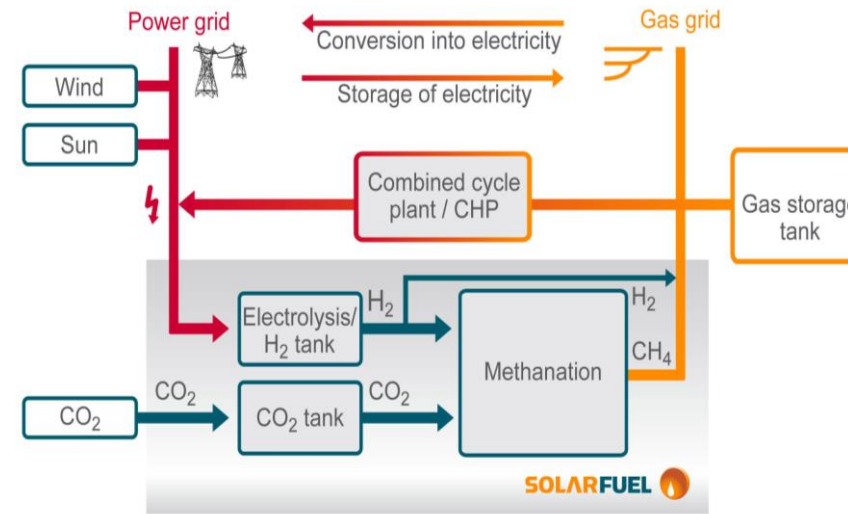 Power grid
Gas grid
Conversion into electricity
Storage of electricity
Wind
Sun
Combined cycle
plant / CHP
Gas storage
tank
Electrolysis/
H₂ tank
H₂
H₂
Methanation
CH₄
CO₂
CO₂
CO₂ tank
CO₂
SOLARFUEL